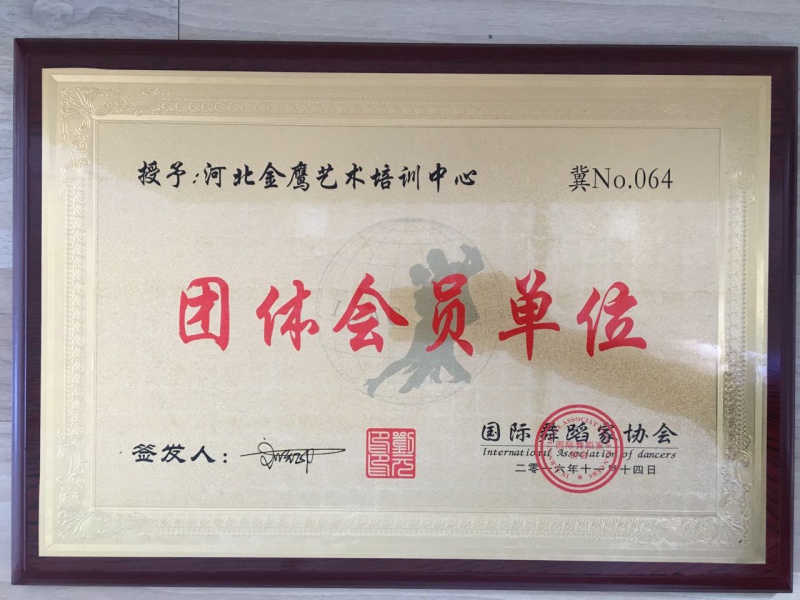 授予:河北金鹰艺术培训中心
冀No.064
团体会员单位
签发人:
国际舞蹈家协会
International Association of dancers
二零一六年十一月十四日